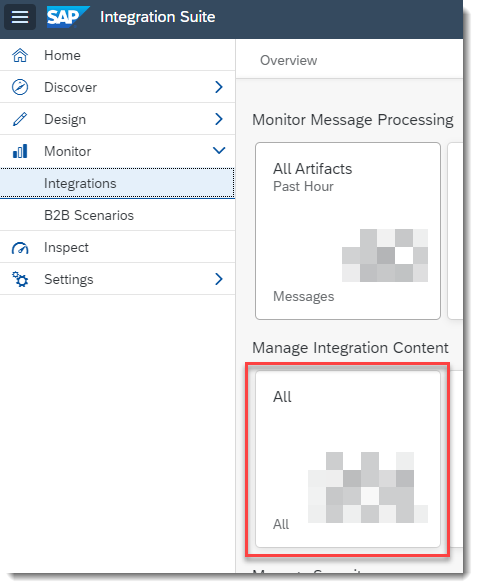 SAP Integration Suite
Home
Discover
Design
Monitor
Integrations
B2B Scenarios
Inspect
Settings
Overview
Monitor Message Processing
All Artifacts
Past Hour
Messages
Manage Integration Content
All
All